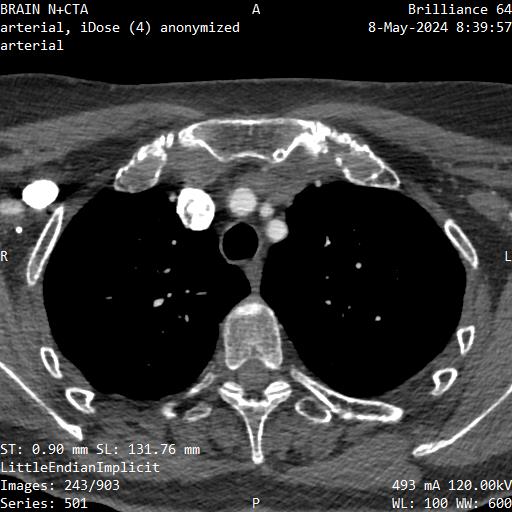 BRAIN N+CTA
A
Brilliance 64
arterial, iDose (4) anonymized
8-May-2024 8:39:57
arterial
R
L
ST: 0.90 mm SL: 131.76 mm
LittleEndianImplicit
Images: 243/903
493 mA 120.00kV
Series: 501
P
WL: 100 WW: 600